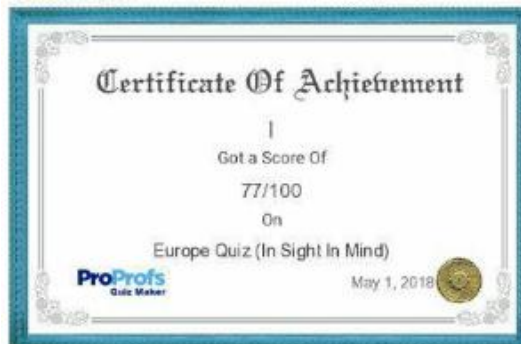 Certificate Of Achievement
I
Got a Score Of
77/100
On
Europe Quiz (In Sight In Mind)
ProProfs
Quiz Maker
May 1, 2018